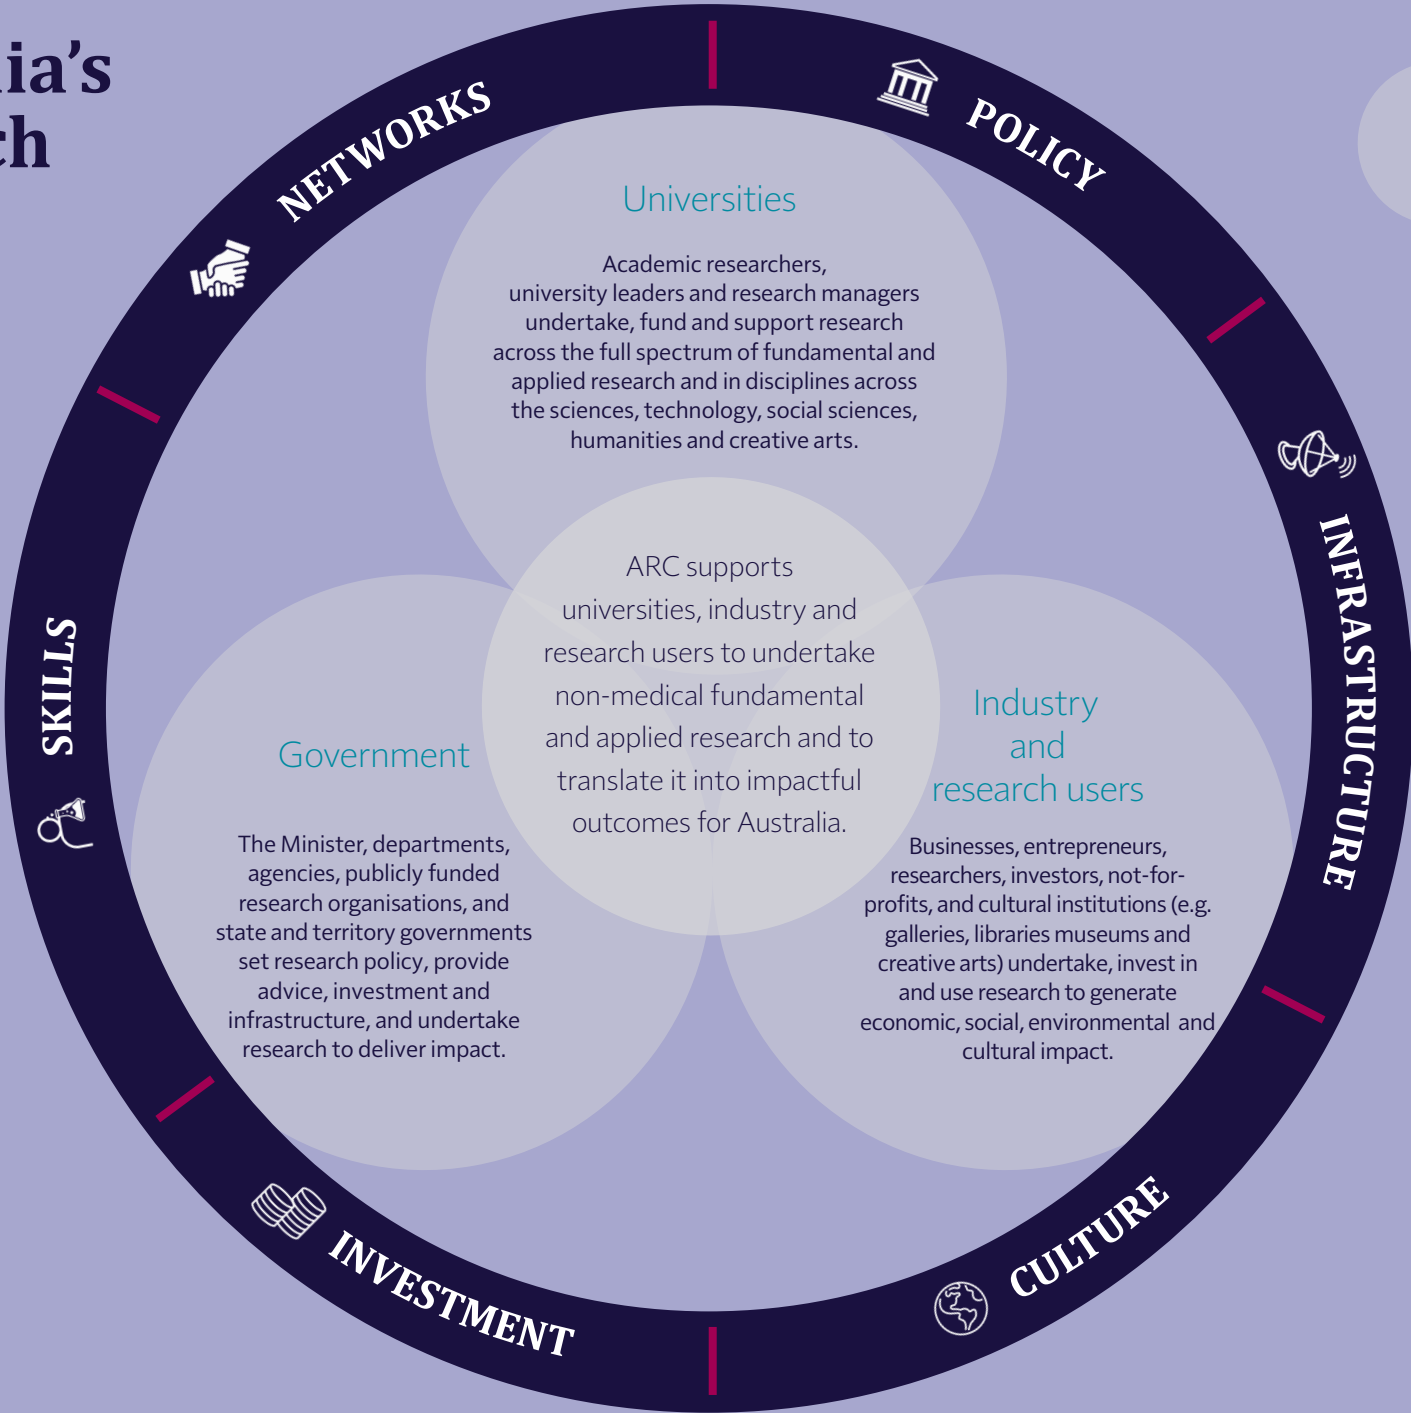 ia's
ch
NETWORKS
POLICY
INFRASTRUCTURE
CULTURE
INVESTMENT
SKILLS
Universities
Academic researchers,
university leaders and research managers
undertake, fund and support research
across the full spectrum of fundamental and
applied research and in disciplines across
the sciences, technology, social sciences,
humanities and creative arts.
ARC supports
universities, industry and
research users to undertake
non-medical fundamental
and applied research and to
translate it into impactful
outcomes for Australia.
Government
The Minister, departments,
agencies, publicly funded
research organisations, and
state and territory governments
set research policy, provide
advice, investment and
infrastructure, and undertake
research to deliver impact.
Industry
and
research users
Businesses, entrepreneurs,
researchers, investors, not-for-
profits, and cultural institutions (e.g.
galleries, libraries museums and
creative arts) undertake, invest in
and use research to generate
economic, social, environmental and
cultural impact.